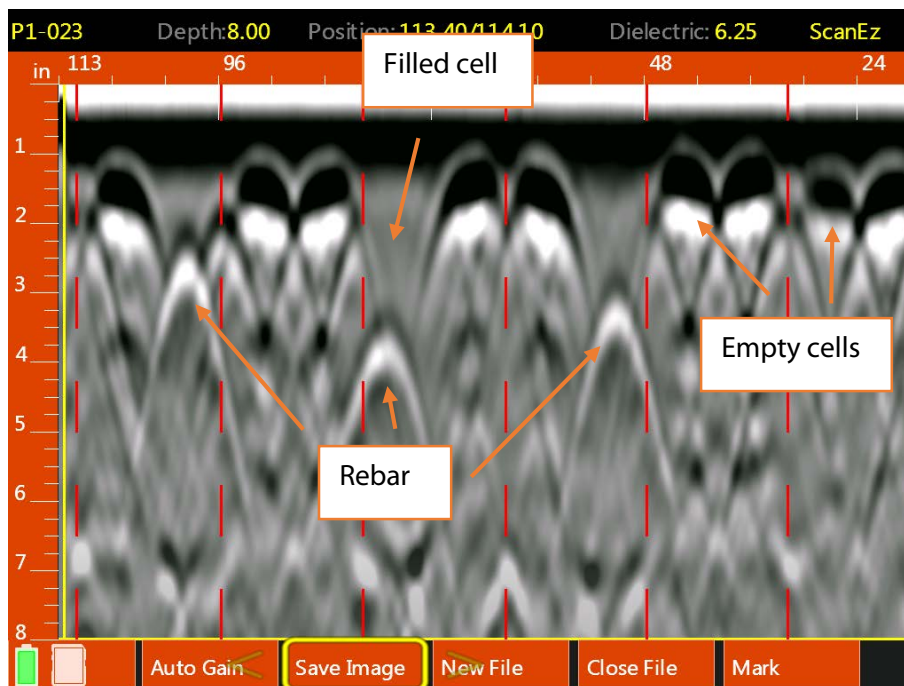 P1-023 Depth:8.00 Position:113.40/114.10 Dielectric: 6.25 ScanEz
in 113 96 48 24
Filled cell
1
2
3
Empty cells
4
5
Rebar
6
7
8
Auto Gain < Save Image New File > Close File Mark